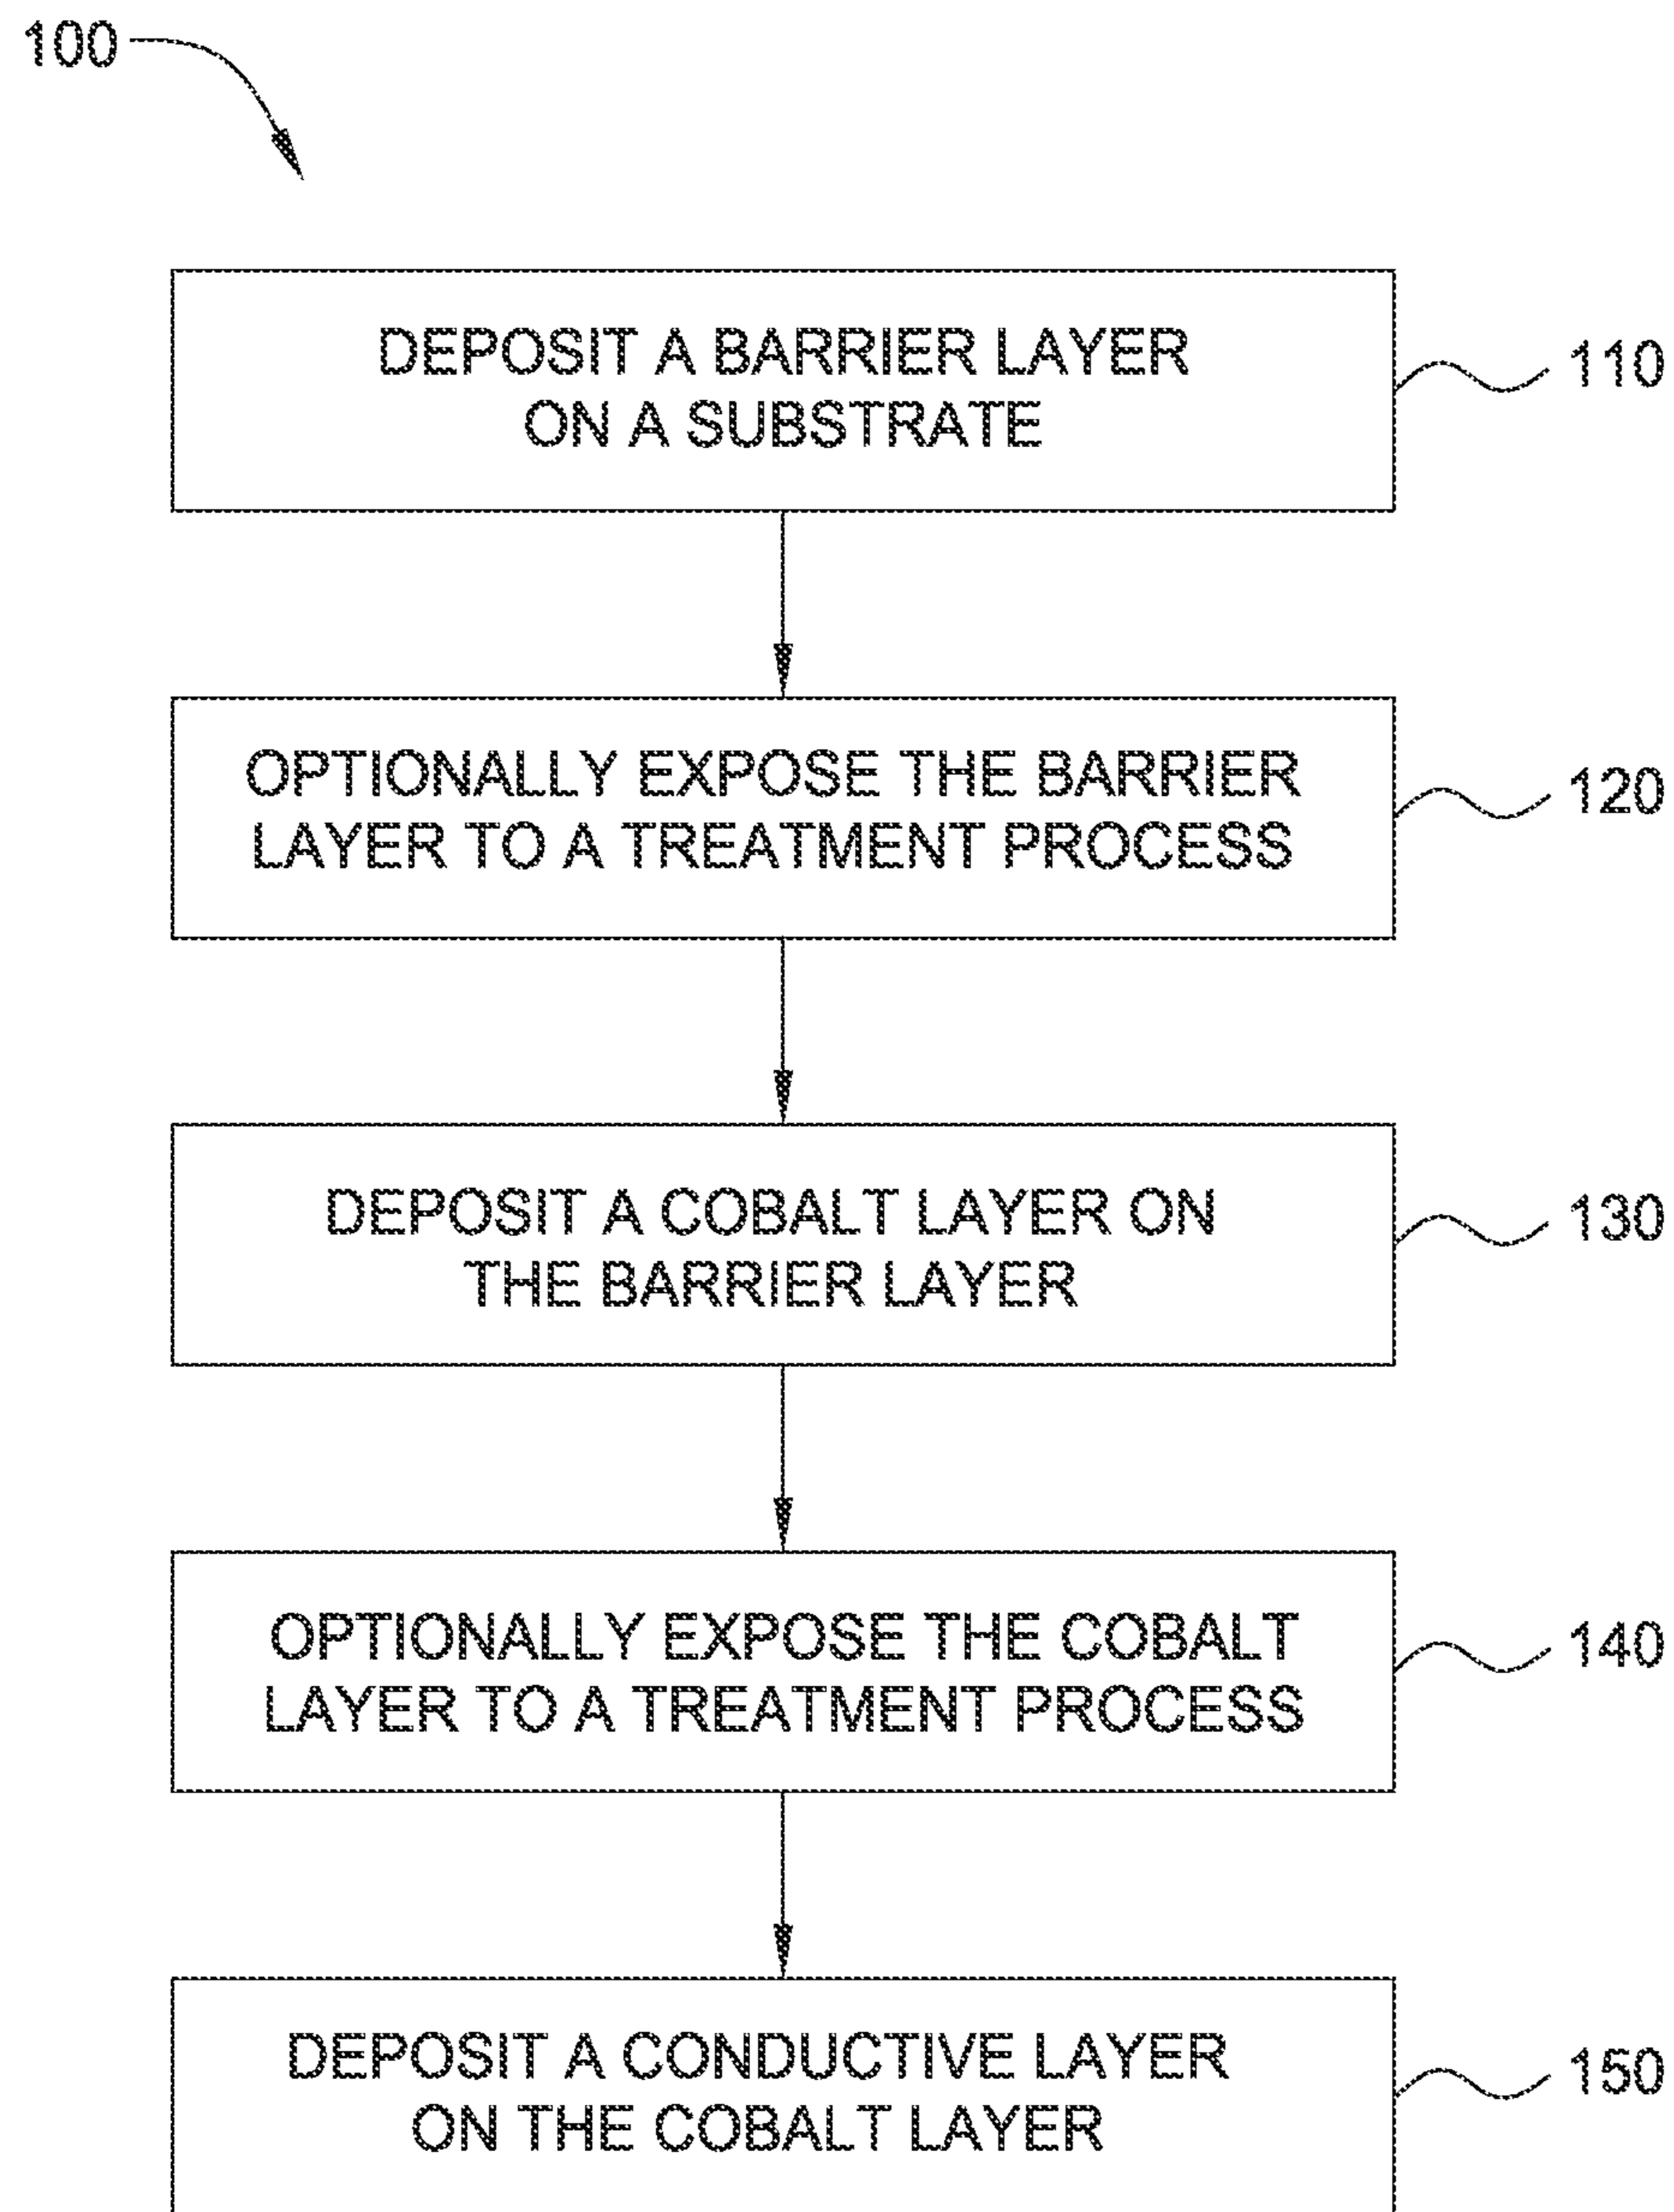 100
DEPOSIT A BARRIER LAYER
ON A SUBSTRATE
110
OPTIONALLY EXPOSE THE BARRIER
LAYER TO A TREATMENT PROCESS
120
DEPOSIT A COBALT LAYER ON
THE BARRIER LAYER
130
OPTIONALLY EXPOSE THE COBALT
LAYER TO A TREATMENT PROCESS
140
DEPOSIT A CONDUCTIVE LAYER
ON THE COBALT LAYER
150